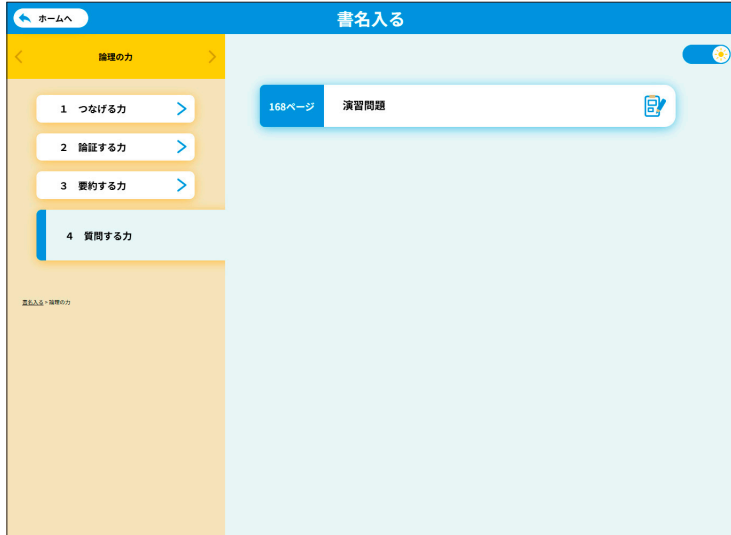 ホームへ
書名入る
論理の力
1 つなげる力
2 論証する力
3 要約する力
4 質問する力
書名入る>論理の力
168ページ 演習問題